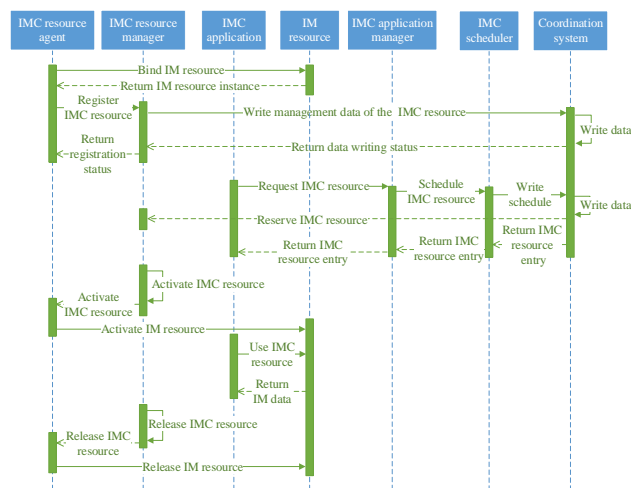 IMC resource
agent
IMC resource
manager
IMC
application
IM
resource
IMC application
manager
IMC
scheduler
Coordination
system
Bind IM resource
Return IM resource instance
Register
IMC resource
Write management data of the IMC resource
Write data
Return data writing status
Return
registration
status
Request IMC resource
Schedule
IMC resource
Write
schedule
Write data
Reserve IMC resource
Return IMC
resource
entry
Return IMC
resource entry
Return IMC
resource entry
Activate IMC resource
Activate
IMC resource
Activate IM resource
Use IMC
resource
Return
IM data
Release IMC resource
Release IMC
resource
Release IM resource